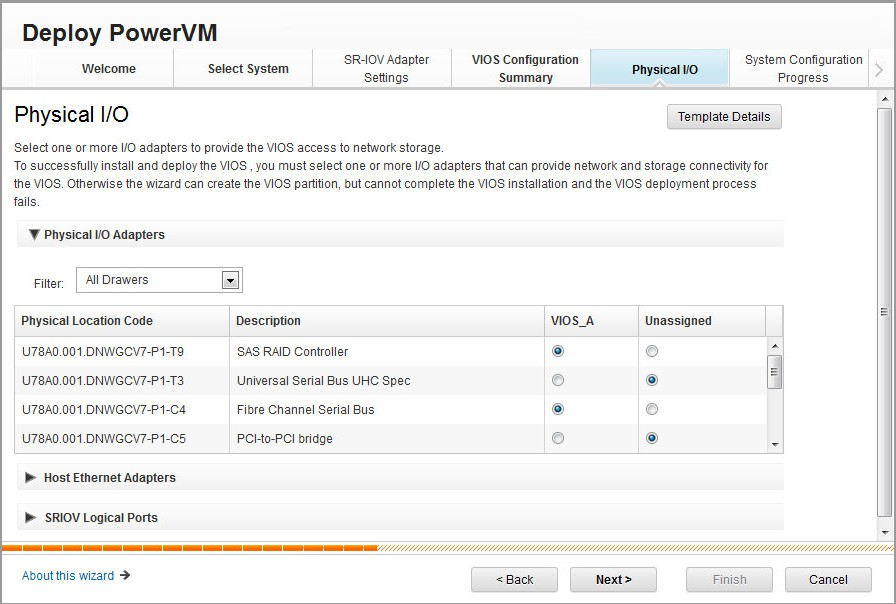 Deploy PowerVM
Welcome
Select System
SR-IOV Adapter
Settings
VIOS Configuration
Summary
Physical I/O
System Configuration
Progress
Physical I/O
Template Details
Select one or more I/O adapters to provide the VIOS access to network storage.
To successfully install and deploy the VIOS , you must select one or more I/O adapters that can provide network and storage connectivity for
the VIOS. Otherwise the wizard can create the VIOS partition, but cannot complete the VIOS installation and the VIOS deployment process
fails.
Physical I/O Adapters
Filter: All Drawers
Physical Location Code Description VIOS_A Unassigned
U78A0.001.DNWGCV7-P1-T9 SAS RAID Controller
U78A0.001.DNWGCV7-P1-T3 Universal Serial Bus UHC Spec
U78A0.001.DNWGCV7-P1-C4 Fibre Channel Serial Bus
U78A0.001.DNWGCV7-P1-C5 PCI-to-PCI bridge
Host Ethernet Adapters
SRIOV Logical Ports
About this wizard
< Back
Next >
Finish
Cancel